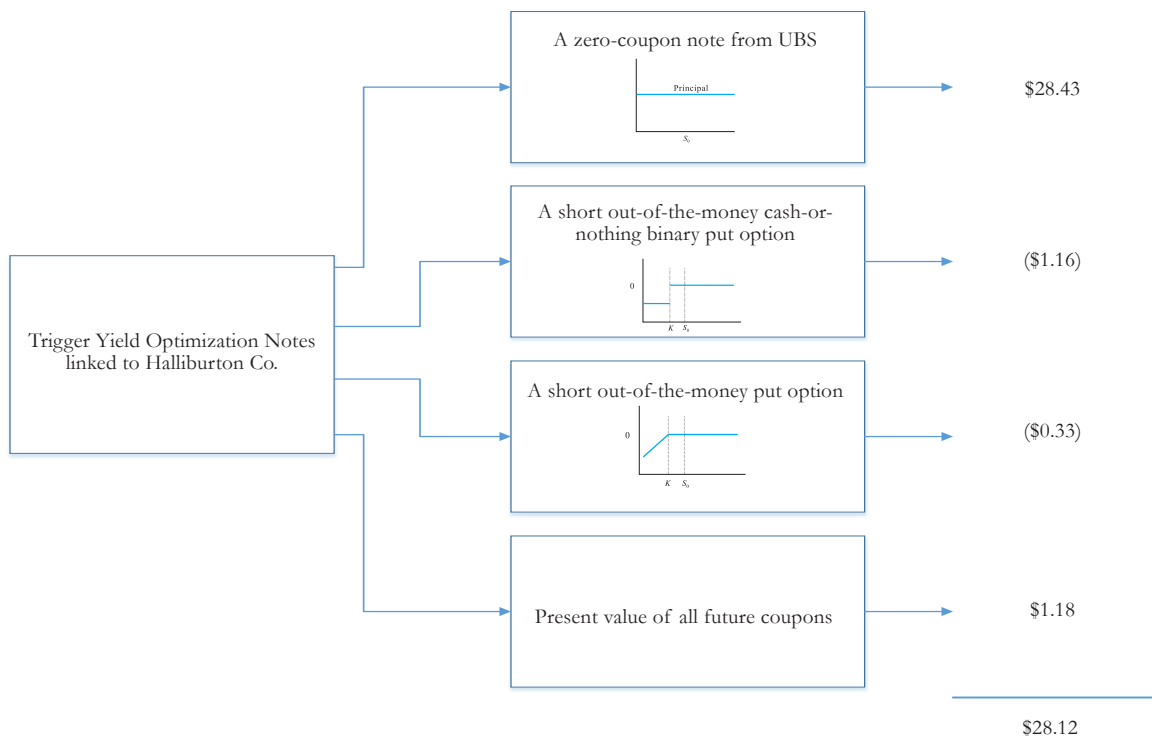 A zero-coupon note from UBS
Principal
S₀
$28.43
A short out-of-the-money cash-or-
nothing binary put option
0
K S₀
($1.16)
Trigger Yield Optimization Notes
linked to Halliburton Co.
A short out-of-the-money put option
0
K S₀
($0.33)
Present value of all future coupons
$1.18
$28.12